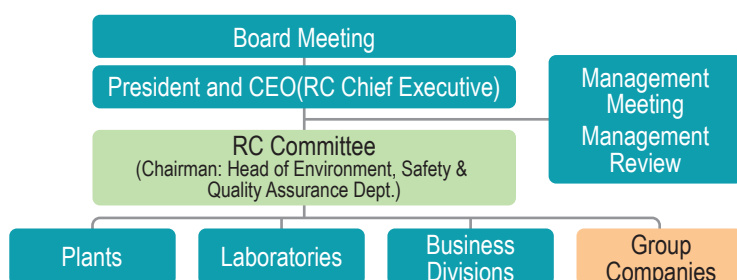 Board Meeting
President and CEO(RC Chief Executive)
Management
Meeting
Management
Review
RC Committee
(Chairman: Head of Environment, Safety &
Quality Assurance Dept.)
Plants
Laboratories
Business
Divisions
Group
Companies